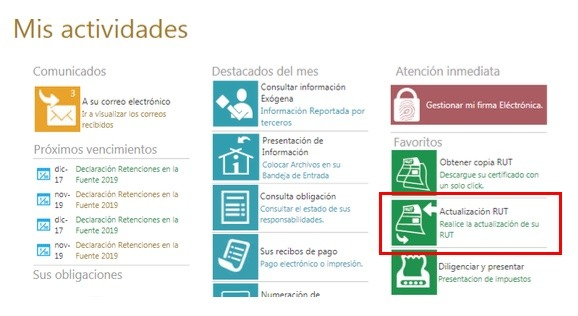 Mis actividades
Comunicados
3
A su correo electrónico
Ir a visualizar los correos
recibidos
Próximos vencimientos
dic-
17
Declaración Retenciones en la
Fuente 2019
nov-
19
Declaración Retenciones en la
Fuente 2019
dic-
17
Declaración Retenciones en la
Fuente 2019
nov-
19
Declaración Retenciones en la
Fuente 2019
Sus obligaciones
Destacados del mes
Consultar información
Exógena
Información Reportada por
terceros
Presentación de
Información
Colocar Archivos en su
Bandeja de Entrada
Consulta obligación
Consultar el estado de sus
responsabilidades.
Sus recibos de pago
Pago electrónico o impresión.
Numeración de
Atención inmediata
Gestionar mi firma Eléctrónica.
Favoritos
Obtener copia RUT
Descargue su certificado con
un solo click.
Actualización RUT
Realice la actualización de su
RUT
Diligenciar y presentar
Presentacion de impuestos